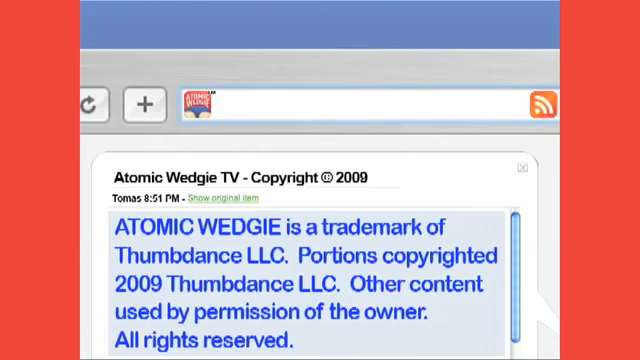 ATOMIC
WEDGIE
Atomic Wedgie TV - Copyright © 2009
Tomas 8:51 PM - Show original item
ATOMIC WEDGIE is a trademark of
Thumbdance LLC. Portions copyrighted
2009 Thumbdance LLC. Other content
used by permission of the owner.
All rights reserved.